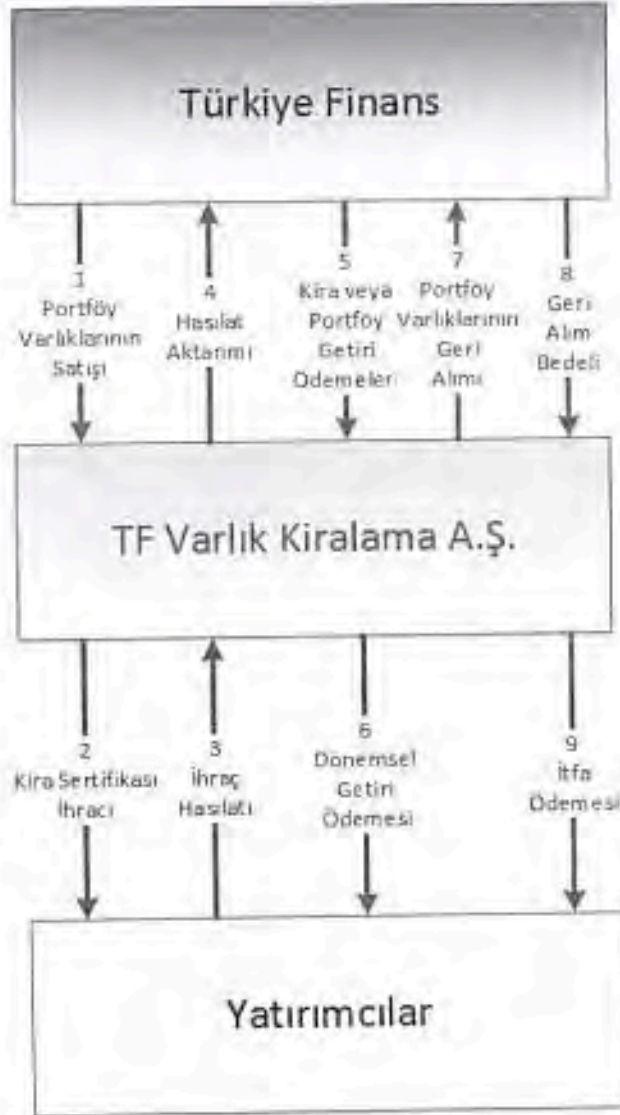 Türkiye Finans
1
Portföy
Varlıklarının
Satışı
4
Hasılat
Aktarımı
5
Kira veya
Portföy
Getiri
Ödemeleri
7
Portföy
Varlıklarının
Geri
Alımı
8
Geri
Alım
Bedeli
TF Varlık Kiralama A.Ş.
2
Kira Sertifikası
İhracı
3
İhraç
Hasılatı
6
Dönemsel
Getiri
Ödemesi
9
İtfa
Ödemesi
Yatırımcılar